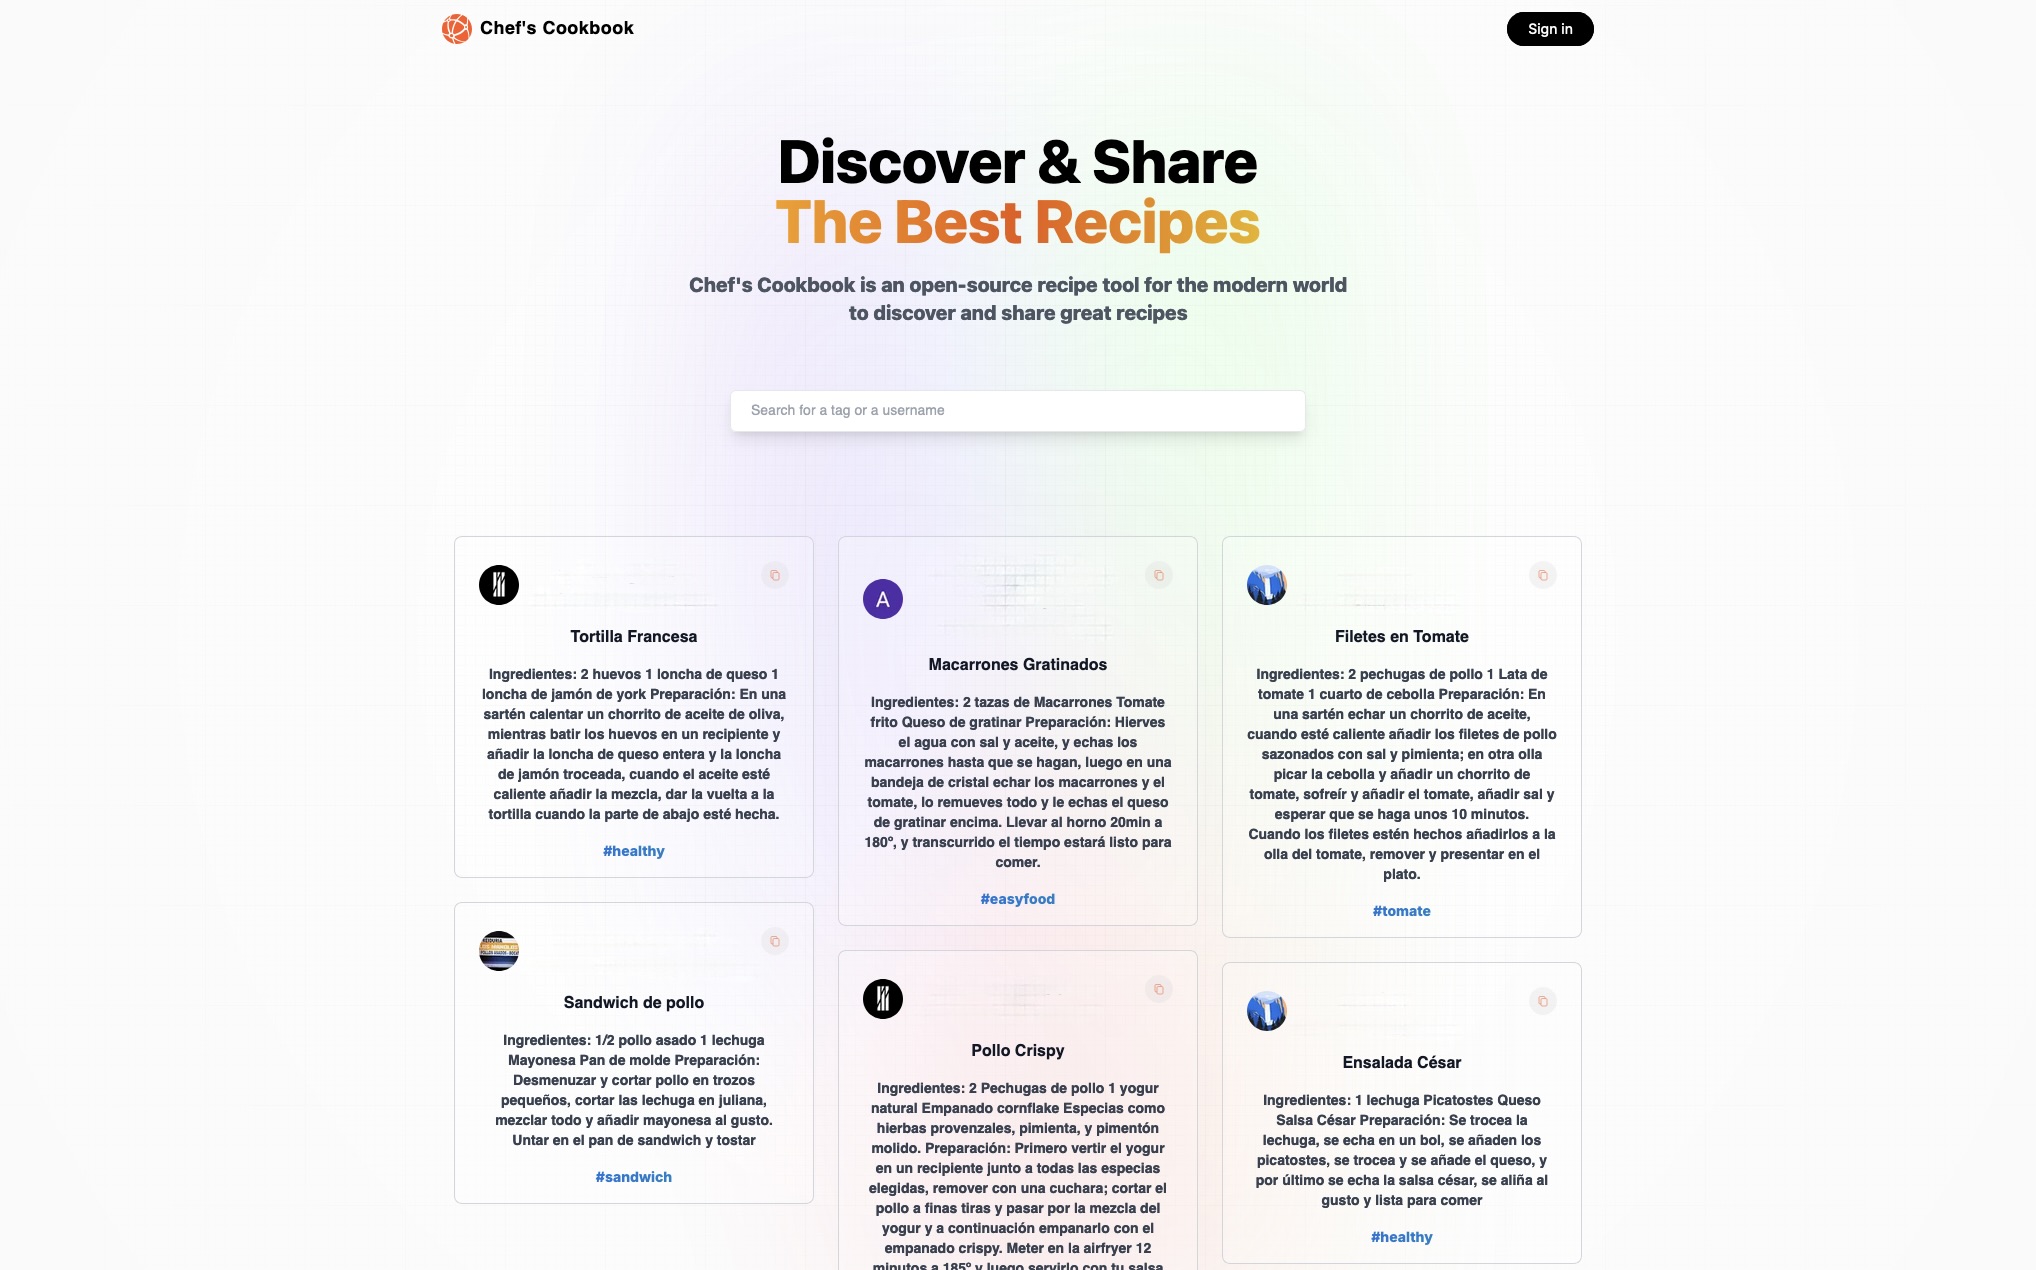 Chef's Cookbook
Sign in
Discover & Share
The Best Recipes
Chef's Cookbook is an open-source recipe tool for the modern world
to discover and share great recipes
Search for a tag or a username
Tortilla Francesa
Ingredientes: 2 huevos 1 loncha de queso 1
loncha de jamón de york Preparación: En una
sartén calentar un chorrito de aceite de oliva,
mientras batir los huevos en un recipiente y
añadir la loncha de queso entera y la loncha
de jamón troceada, cuando el aceite esté
caliente añadir la mezcla, dar la vuelta a la
tortilla cuando la parte de abajo esté hecha.
#healthy
Sandwich de pollo
Ingredientes: 1/2 pollo asado 1 lechuga
Mayonesa Pan de molde Preparación:
Desmenuzar y cortar pollo en trozos
pequeños, cortar las lechuga en juliana,
mezclar todo y añadir mayonesa al gusto.
Untar en el pan de sandwich y tostar
#sandwich
A
Macarrones Gratinados
Ingredientes: 2 tazas de Macarrones Tomate
frito Queso de gratinar Preparación: Hierves
el agua con sal y aceite, y echas los
macarrones hasta que se hagan, luego en una
bandeja de cristal echar los macarrones y el
tomate, lo remueves todo y le echas el queso
de gratinar encima. Llevar al horno 20min a
180º, y transcurrido el tiempo estará listo para
comer.
#easyfood
Pollo Crispy
Ingredientes: 2 Pechugas de pollo 1 yogur
natural Empanado cornflake Especias como
hierbas provenzales, pimienta, y pimentón
molido. Preparación: Primero vertir el yogur
en un recipiente junto a todas las especias
elegidas, remover con una cuchara; cortar el
pollo a finas tiras y pasar por la mezcla del
yogur y a continuación empanarlo con el
empanado crispy. Meter en la airfryer 12
minutos a 185º y luego servirlo con tu salsa
Filetes en Tomate
Ingredientes: 2 pechugas de pollo 1 Lata de
tomate 1 cuarto de cebolla Preparación: En
una sartén echar un chorrito de aceite,
cuando esté caliente añadir los filetes de pollo
sazonados con sal y pimienta; en otra olla
picar la cebolla y añadir un chorrito de
tomate, sofreír y añadir el tomate, añadir sal y
esperar que se haga unos 10 minutos.
Cuando los filetes estén hechos añadirlos a la
olla del tomate, remover y presentar en el
plato.
#tomate
Ensalada César
Ingredientes: 1 lechuga Picatostes Queso
Salsa César Preparación: Se trocea la
lechuga, se echa en un bol, se añaden los
picatostes, se trocea y se añade el queso, y
por último se echa la salsa césar, se aliña al
gusto y lista para comer
#healthy